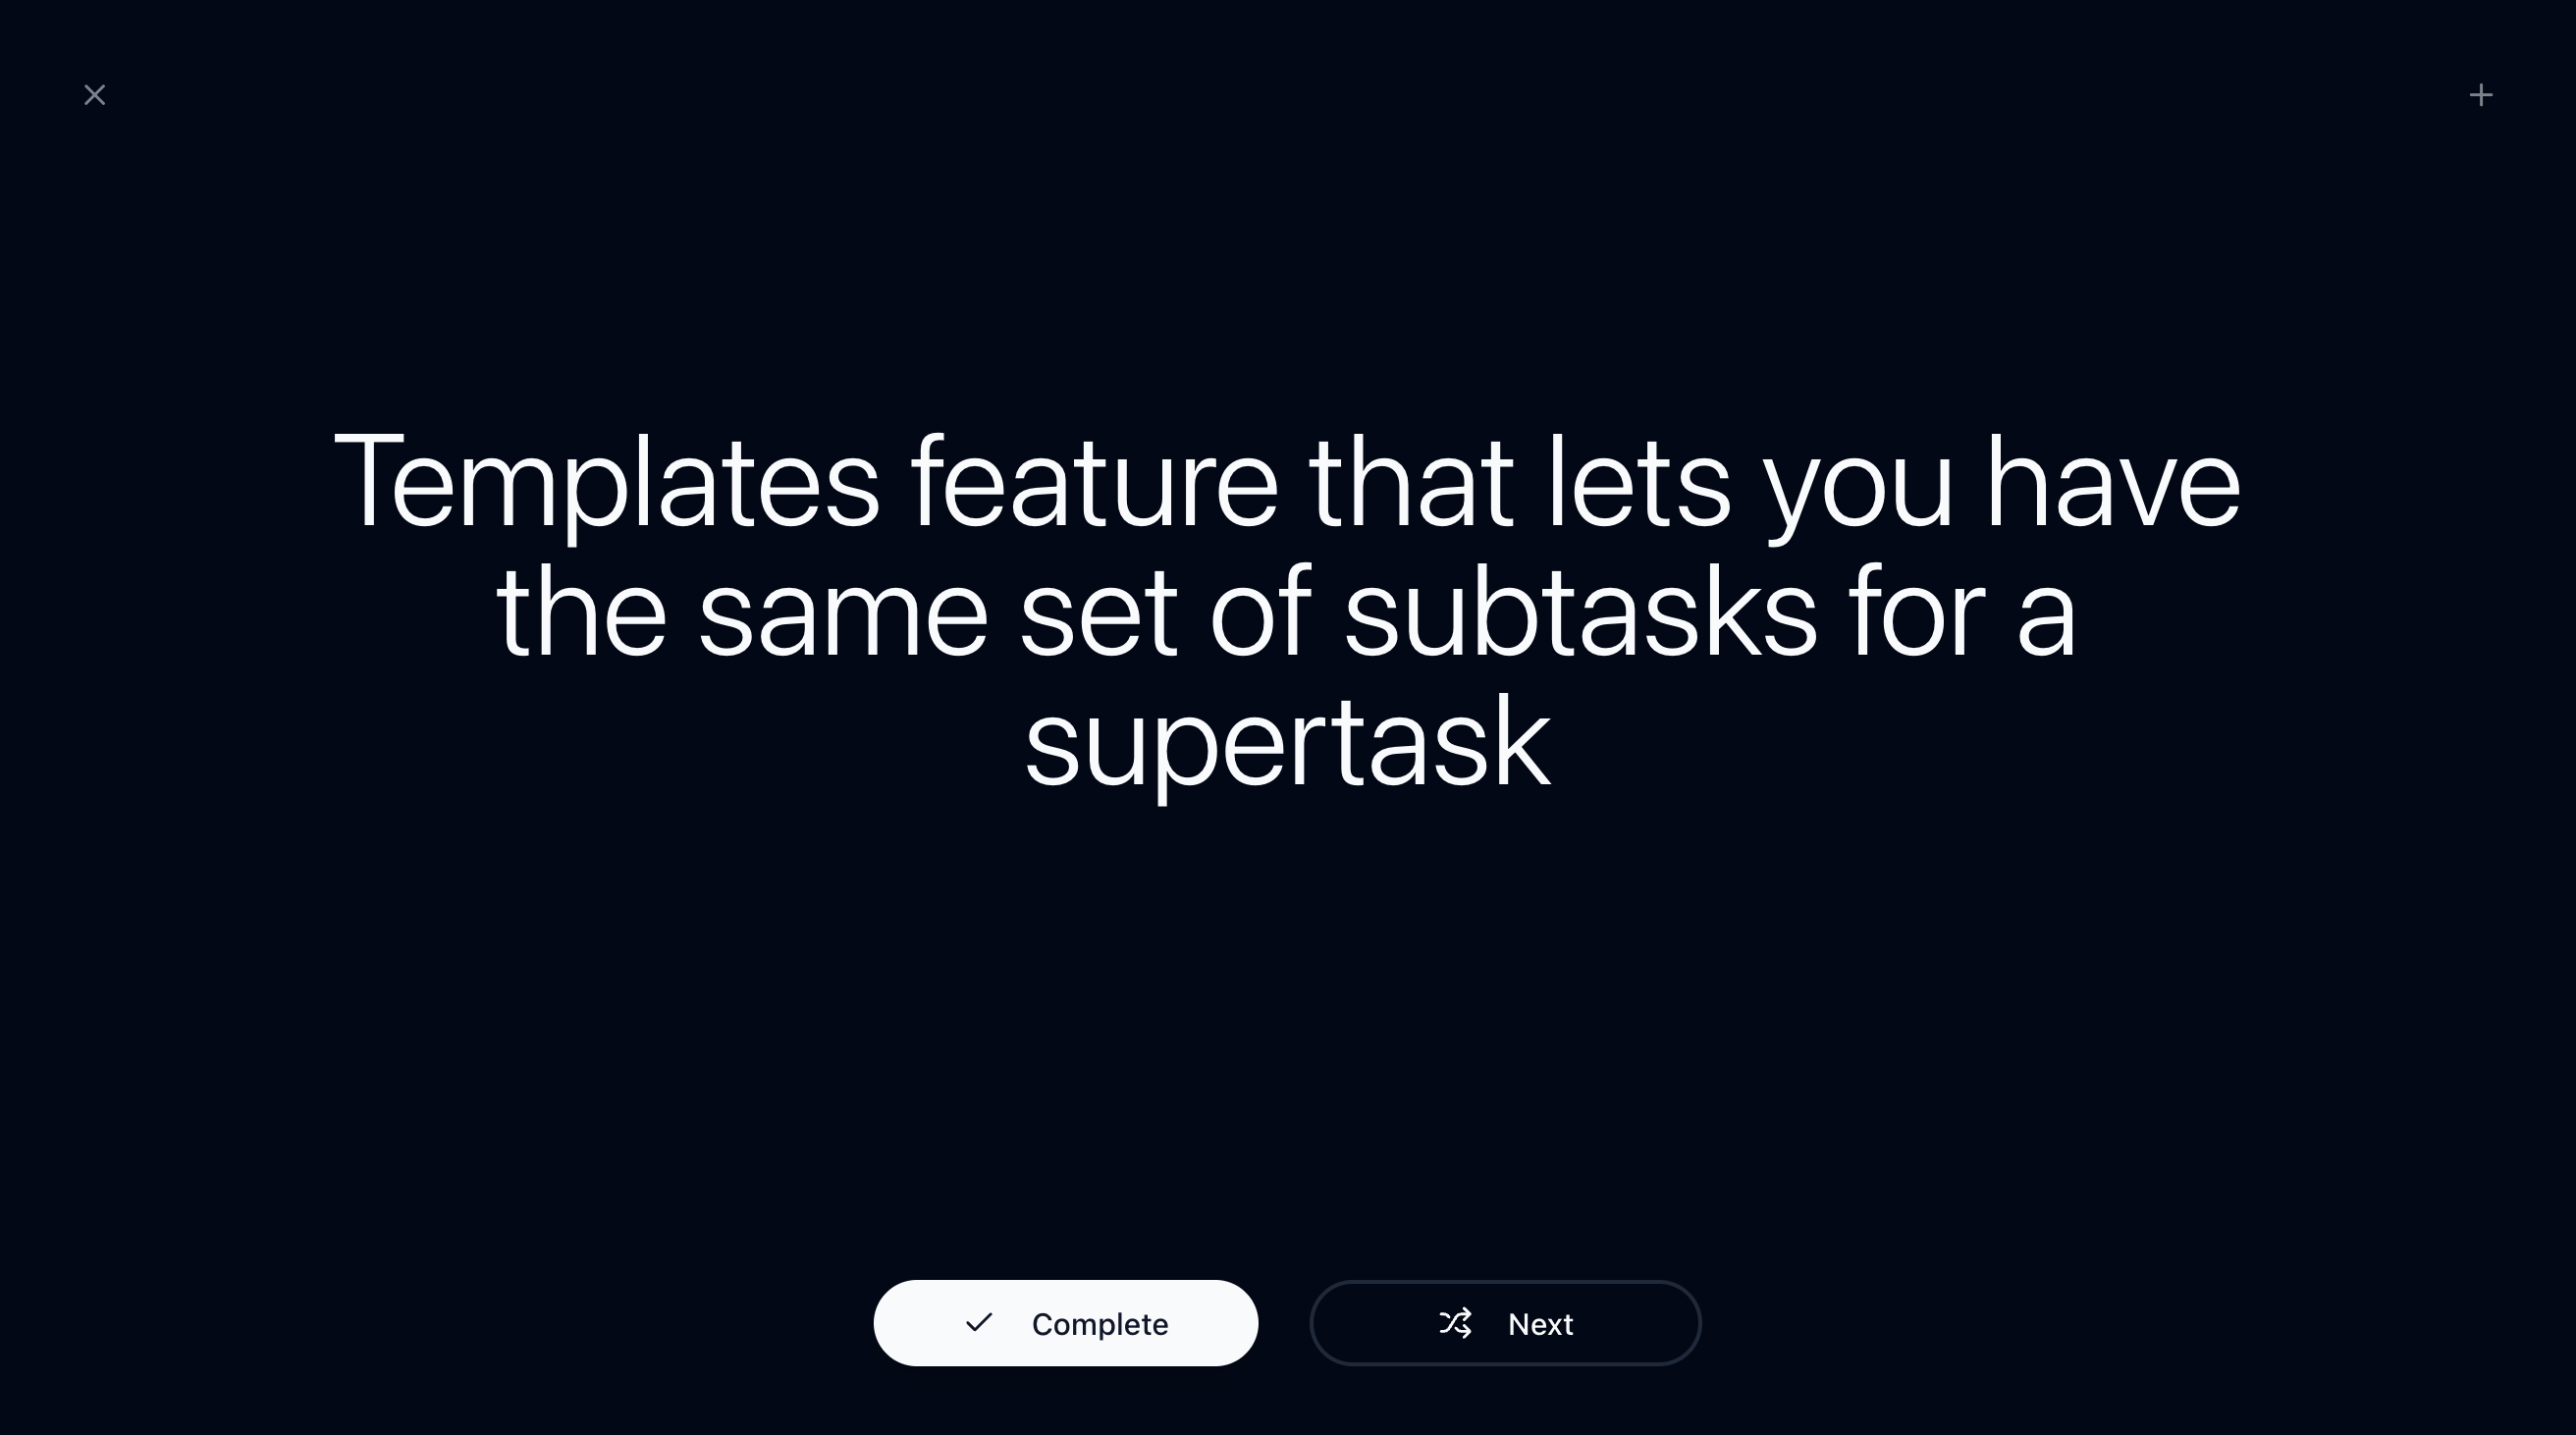 Templates feature that lets you have
the same set of subtasks for a
supertask
Complete
Next